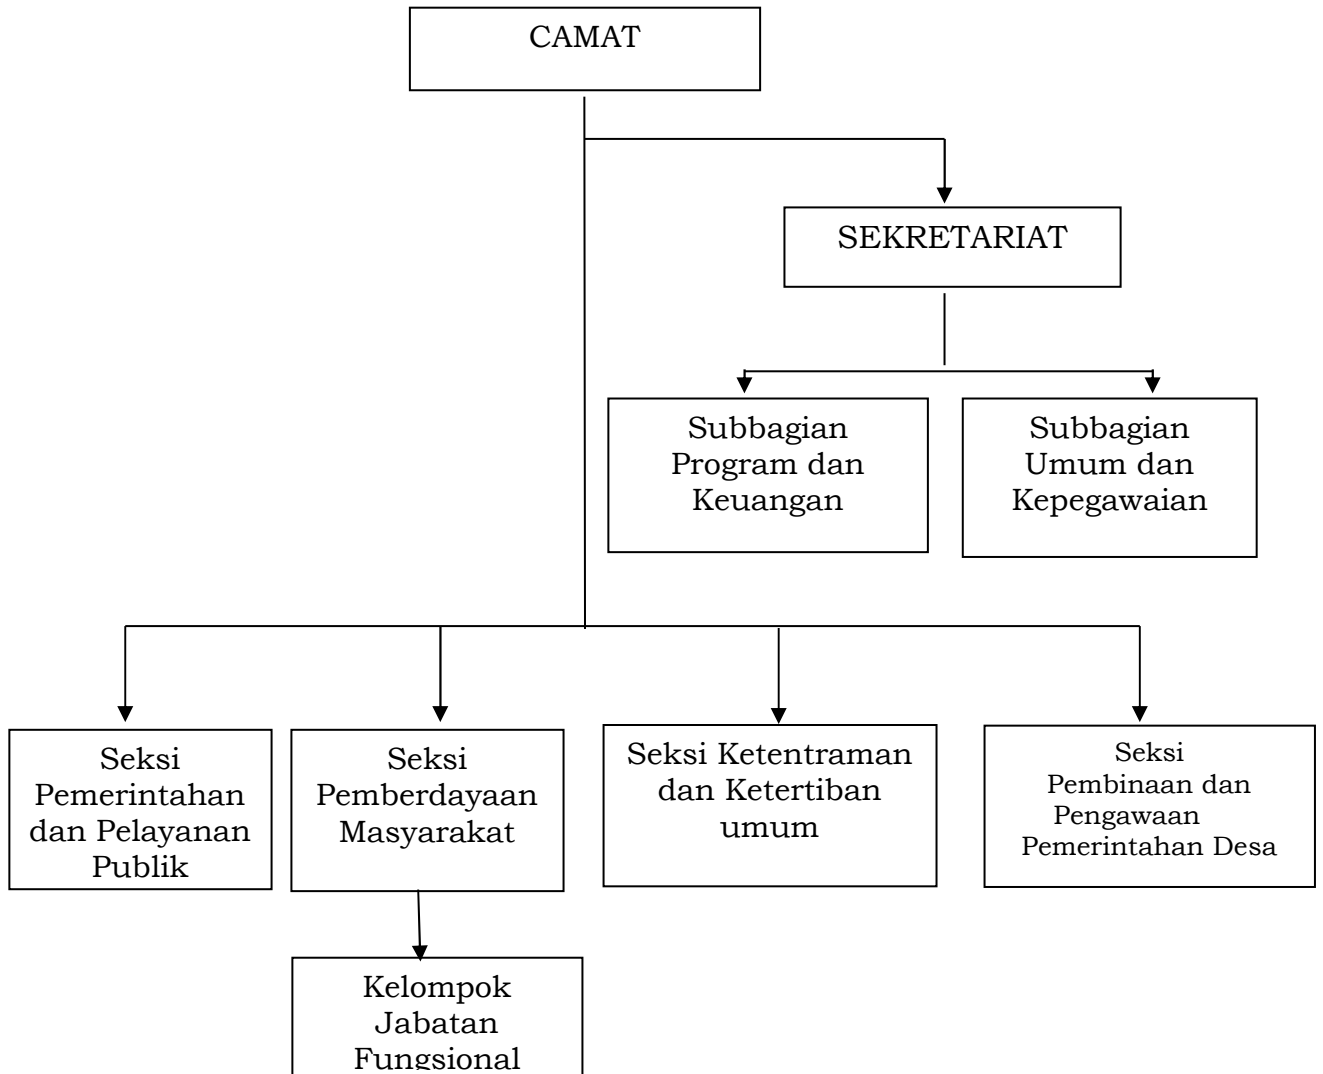 CAMAT
SEKRETARIAT
Subbagian
Program dan
Keuangan
Subbagian
Umum dan
Kepegawaian
Seksi
Pemerintahan
dan Pelayanan
Publik
Seksi
Pemberdayaan
Masyarakat
Seksi Ketentraman
dan Ketertiban
umum
Seksi
Pembinaan dan
Pengawaan
Pemerintahan Desa
Kelompok
Jabatan
Fungsional